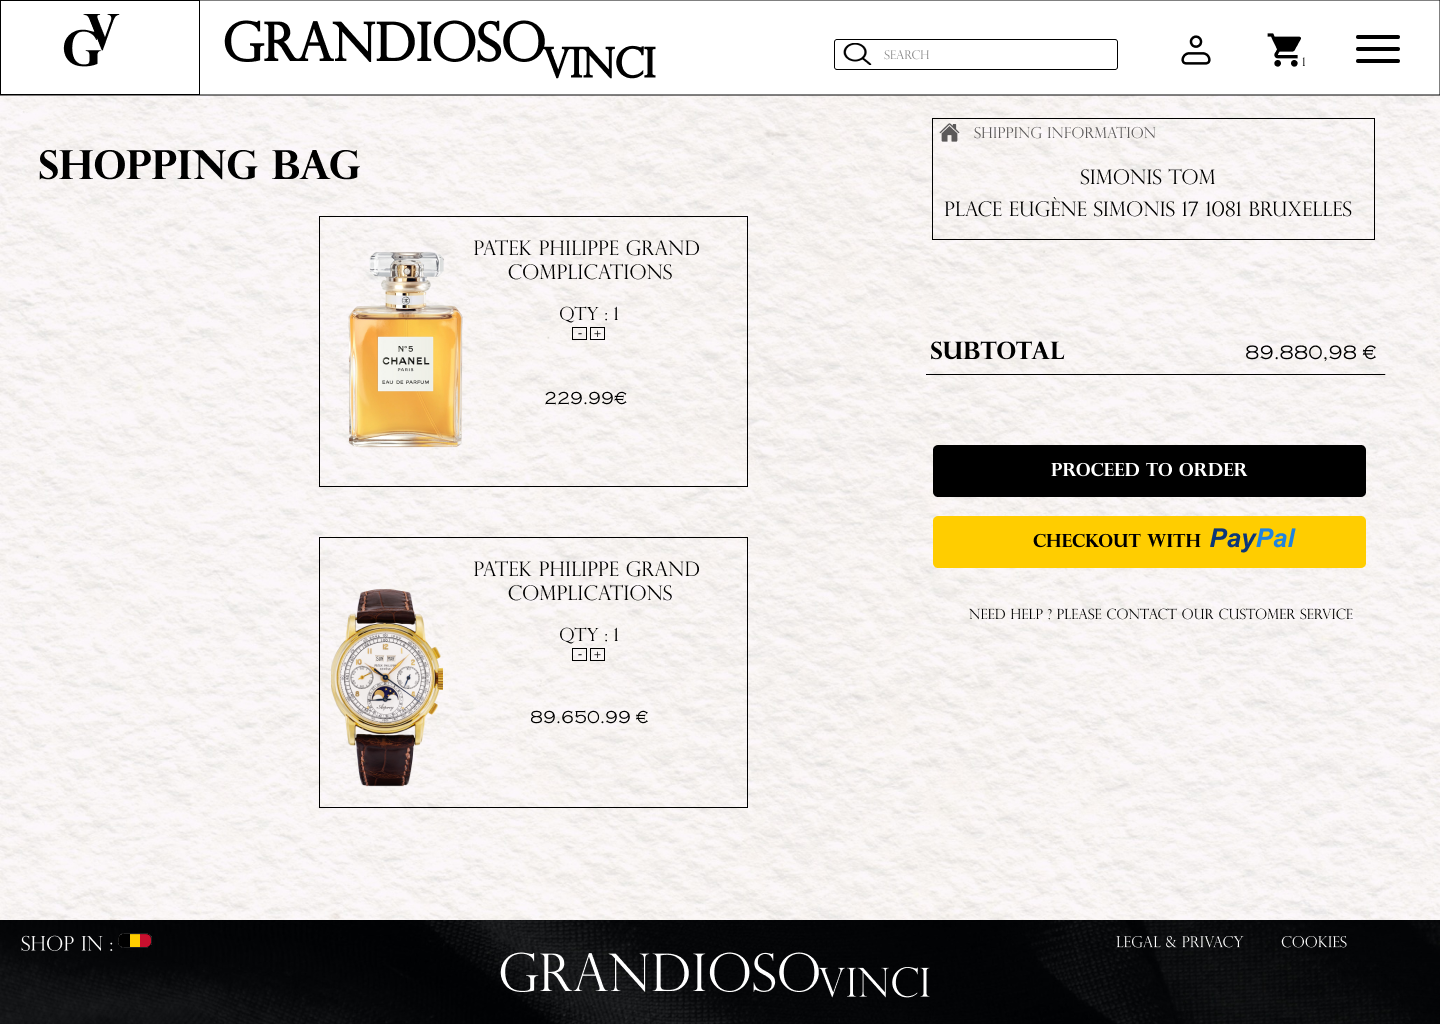 GV
GRANDIOSOVINCI
SEARCH
1
SHOPPING BAG
SHIPPING INFORMATION
SIMONIS TOM
PLACE EUGÈNE SIMONIS 17 1081 BRUXELLES
PATEK PHILIPPE GRAND
COMPLICATIONS
QTY : 1
- +
229.99€
N°5
CHANEL
PARIS
EAU DE PARFUM
SUBTOTAL 89.880,98 €
PROCEED TO ORDER
CHECKOUT WITH PayPal
NEED HELP ? PLEASE CONTACT OUR CUSTOMER SERVICE
PATEK PHILIPPE GRAND
COMPLICATIONS
QTY : 1
- +
89.650.99 €
SHOP IN :
GRANDIOSOVINCI
LEGAL & PRIVACY COOKIES